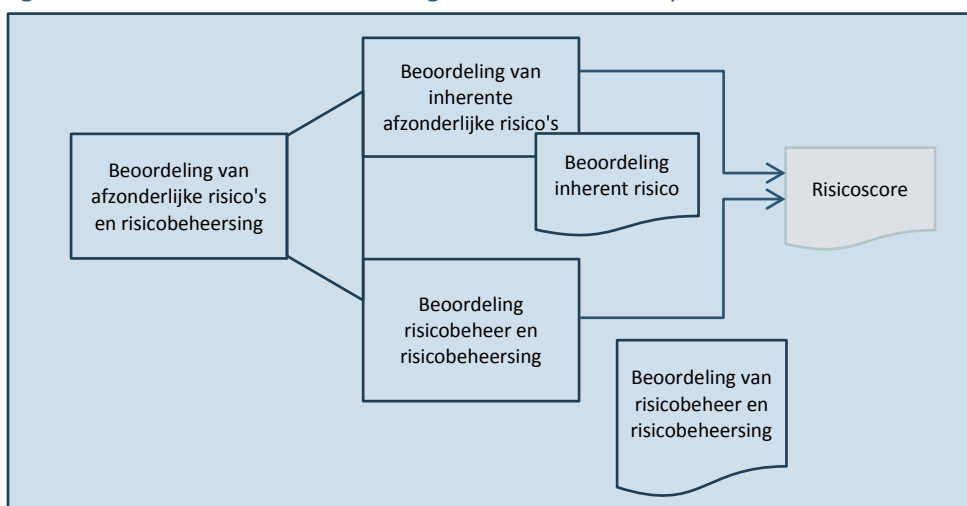 Beoordeling van
afzonderlijke risico's
en risicobeheersing
Beoordeling van
inherente
afzonderlijke risico's
Beoordeling
inherent risico
Beoordeling
risicobeheer en
risicobeheersing
Beoordeling van
risicobeheer en
risicobeheersing
Risicoscore